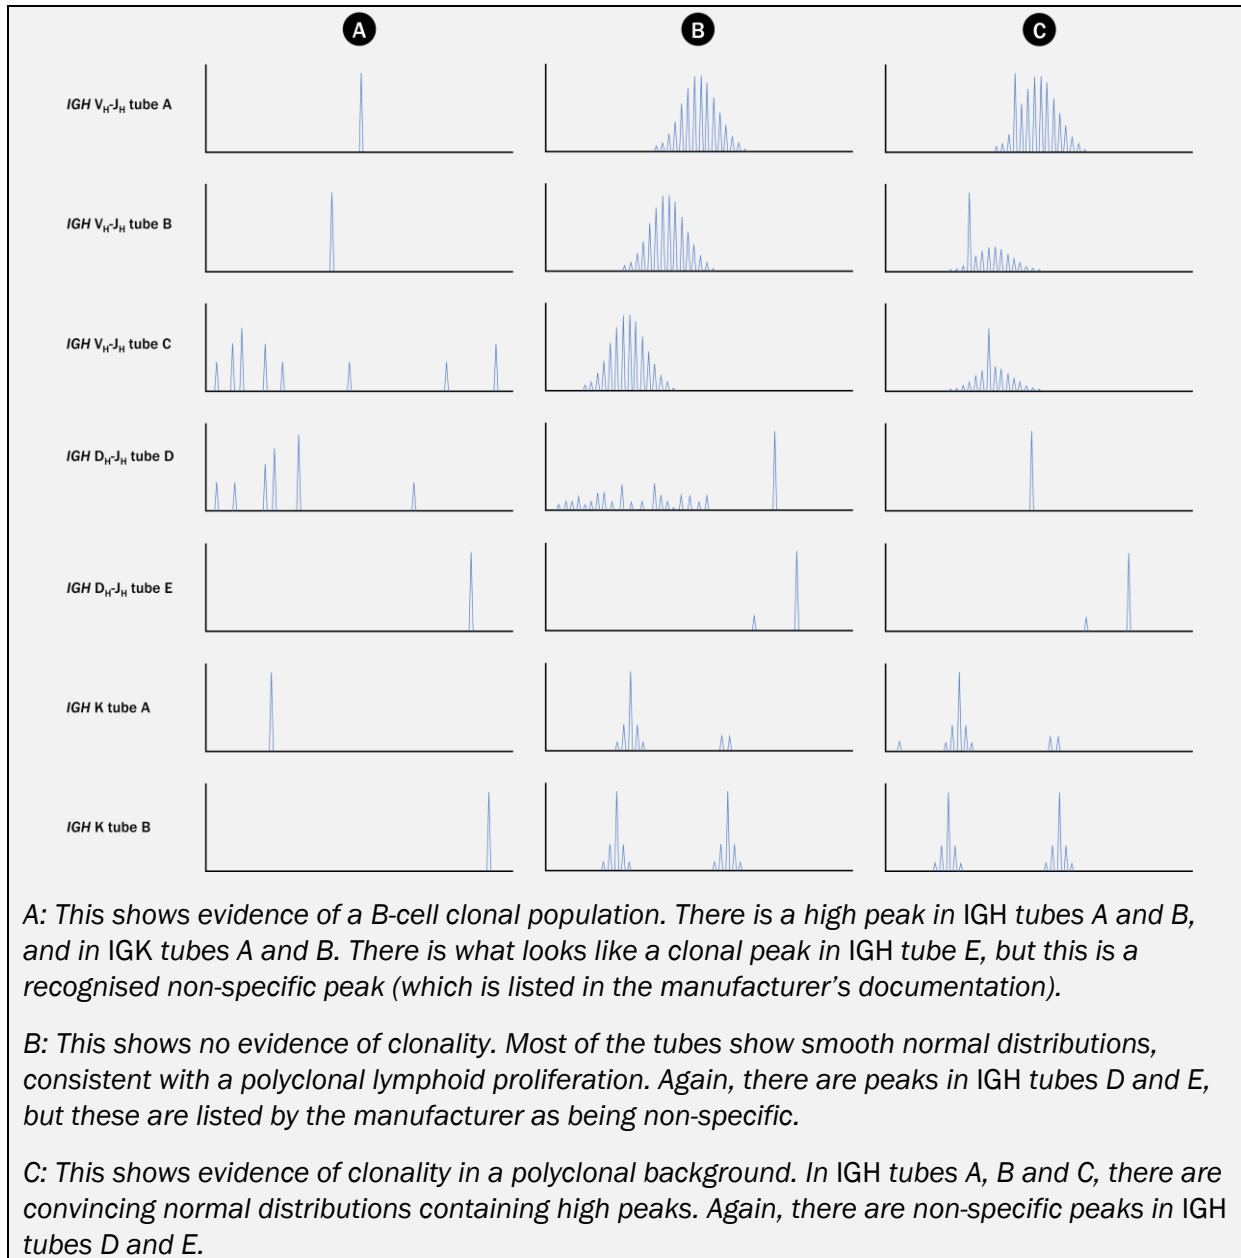 A B C
IGH VH-JH tube A
IGH VH-JH tube B
IGH VH-JH tube C
IGH DH-JH tube D
IGH DH-JH tube E
IGH K tube A
IGH K tube B
A: This shows evidence of a B-cell clonal population. There is a high peak in IGH tubes A and B,
and in IGK tubes A and B. There is what looks like a clonal peak in IGH tube E, but this is a
recognised non-specific peak (which is listed in the manufacturer’s documentation).
B: This shows no evidence of clonality. Most of the tubes show smooth normal distributions,
consistent with a polyclonal lymphoid proliferation. Again, there are peaks in IGH tubes D and E,
but these are listed by the manufacturer as being non-specific.
C: This shows evidence of clonality in a polyclonal background. In IGH tubes A, B and C, there are
convincing normal distributions containing high peaks. Again, there are non-specific peaks in IGH
tubes D and E.